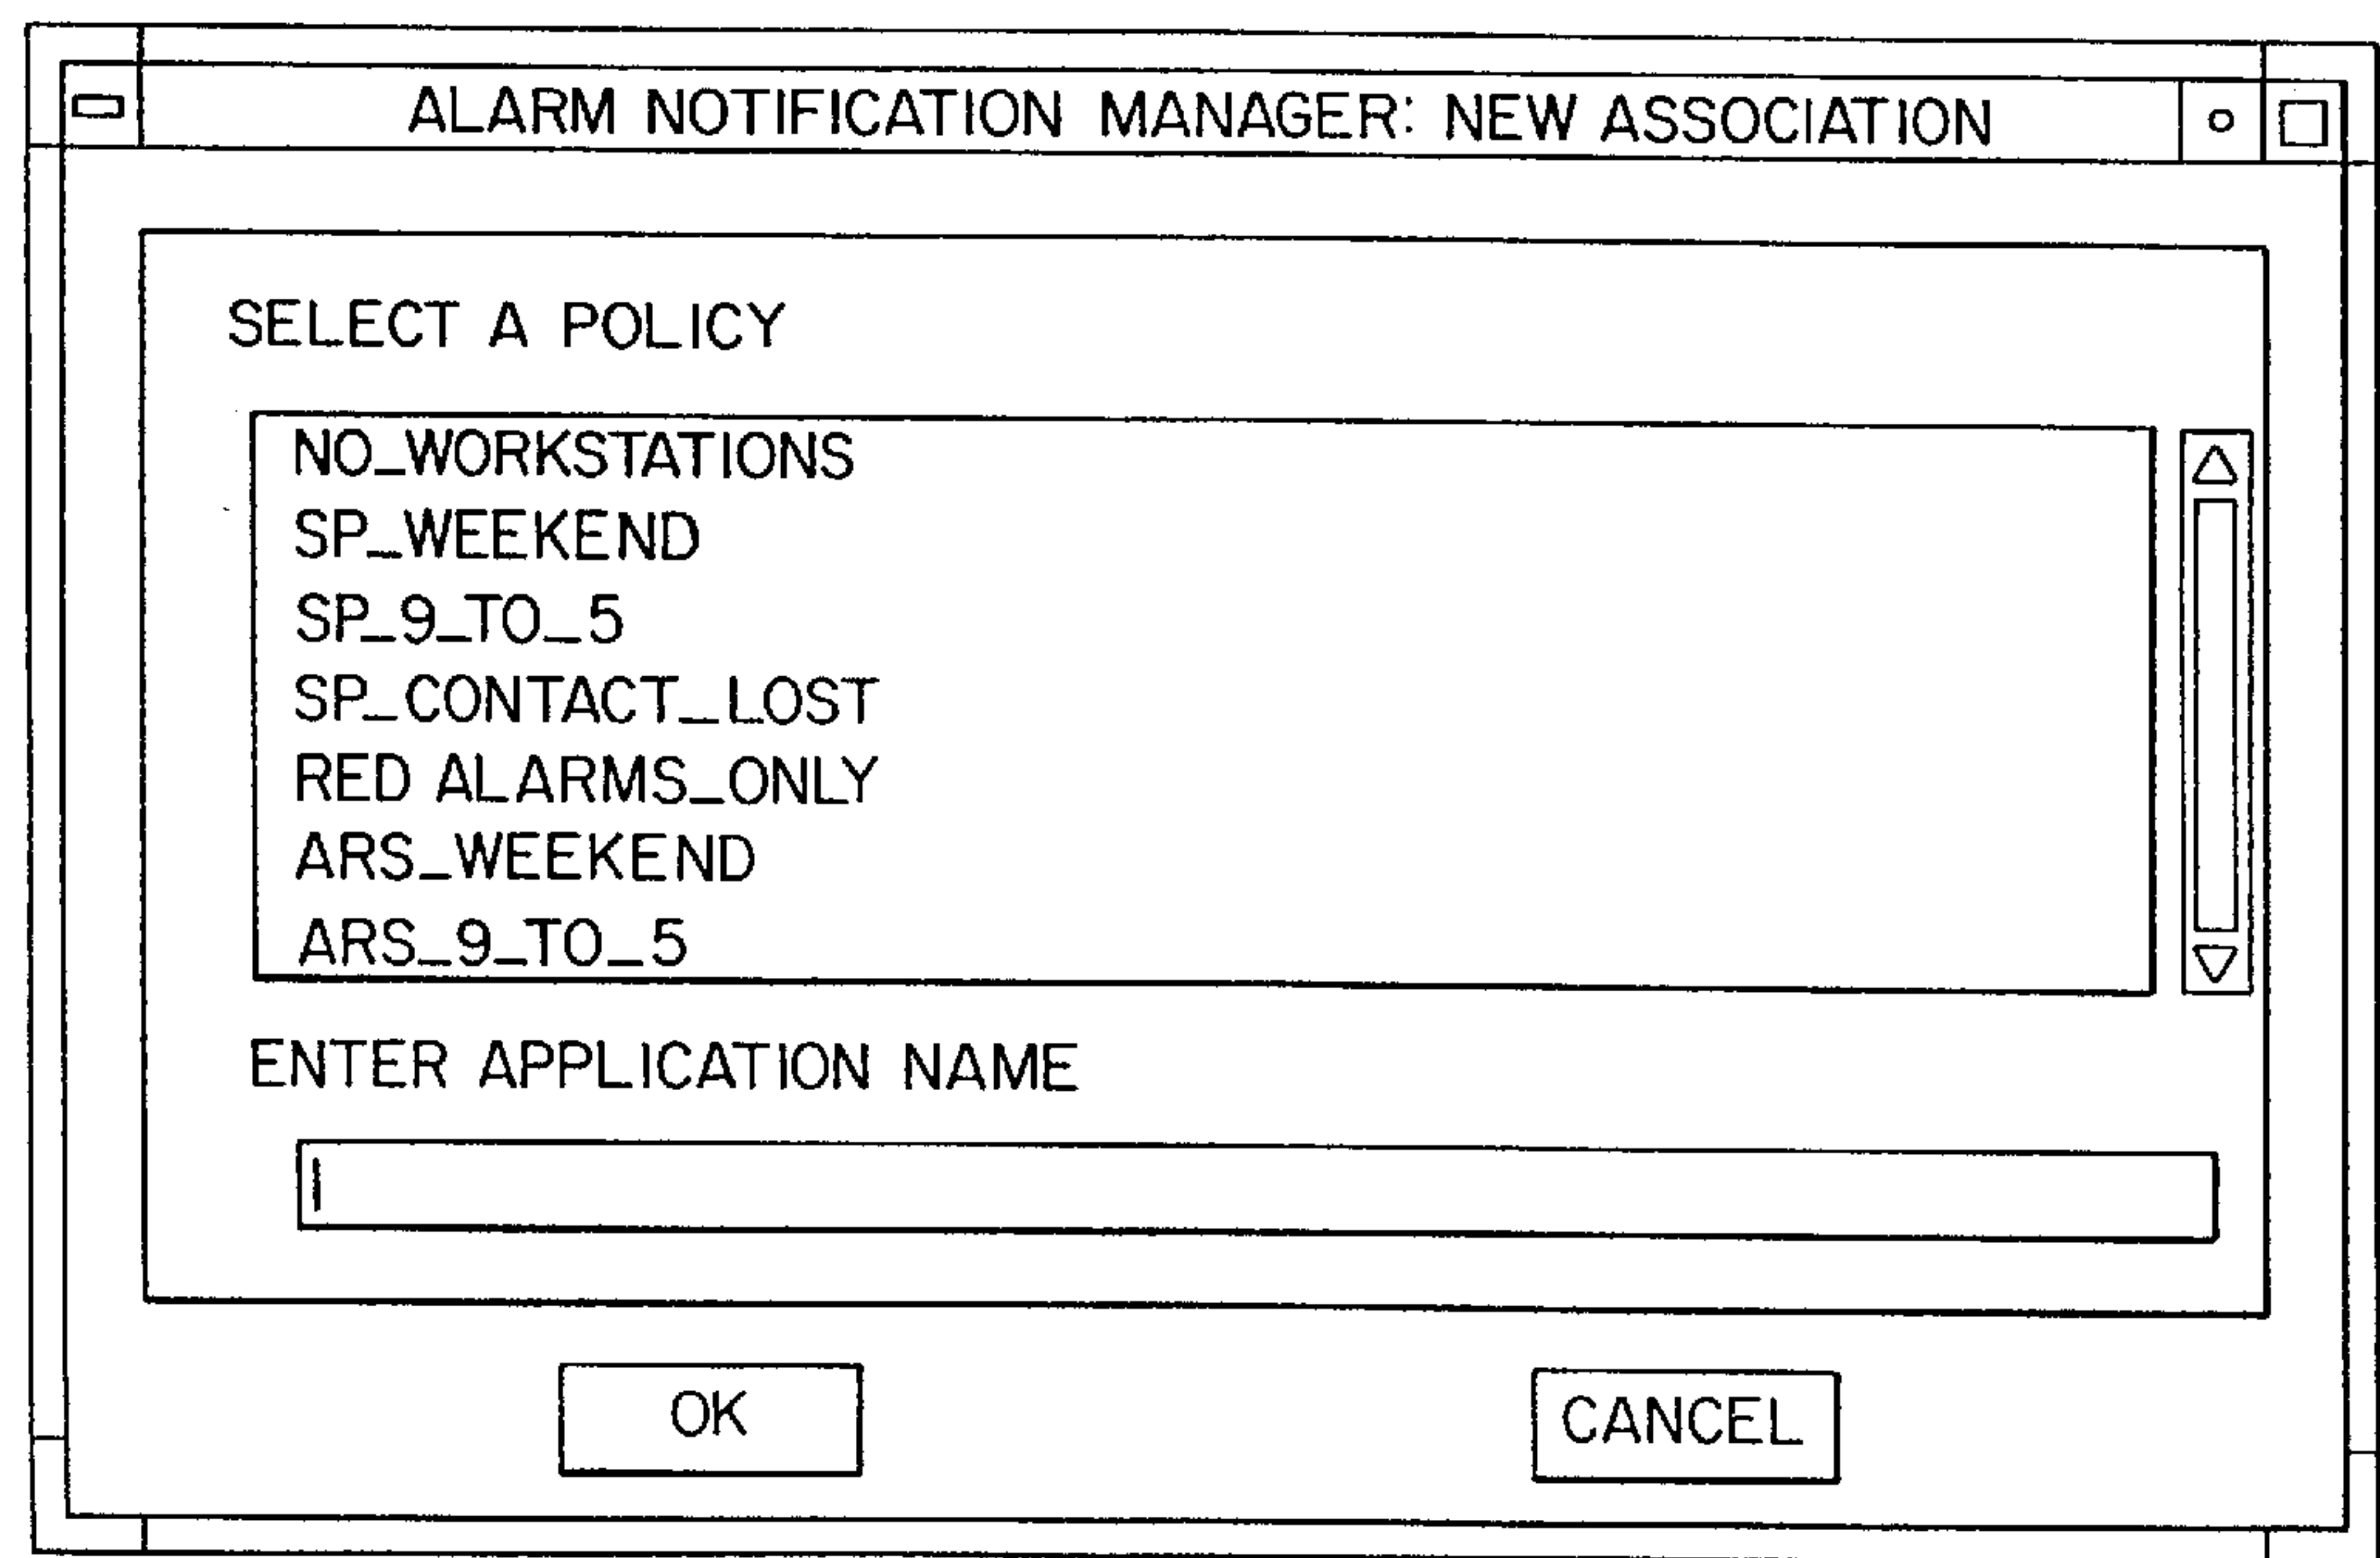 ALARM NOTIFICATION MANAGER: NEW ASSOCIATION
SELECT A POLICY
NO_WORKSTATIONS
SP_WEEKEND
SP_9_TO_5
SP_CONTACT_LOST
RED ALARMS_ONLY
ARS_WEEKEND
ARS_9_TO_5
ENTER APPLICATION NAME
OK
CANCEL